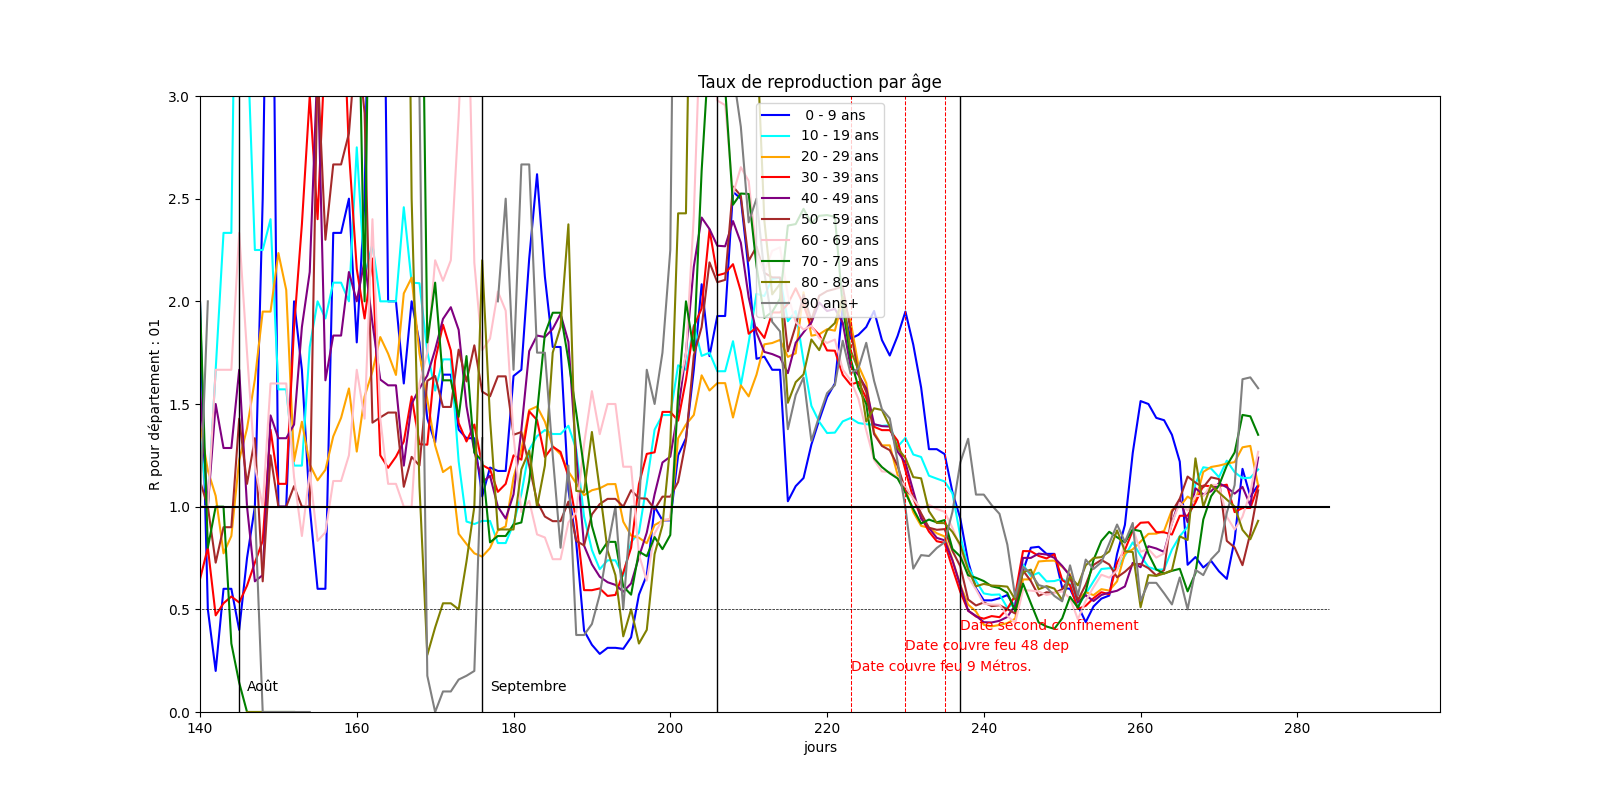 Taux de reproduction par âge
R pour département : 01
3.0
2.5
2.0
1.5
1.0
0.5
0.0
0 - 9 ans
10 - 19 ans
20 - 29 ans
30 - 39 ans
40 - 49 ans
50 - 59 ans
60 - 69 ans
70 - 79 ans
80 - 89 ans
90 ans+
Date second confinement
Date couvre feu 48 dep
Date couvre feu 9 Métros.
Août
Septembre
140 160 180 200 220 240 260 280
jours